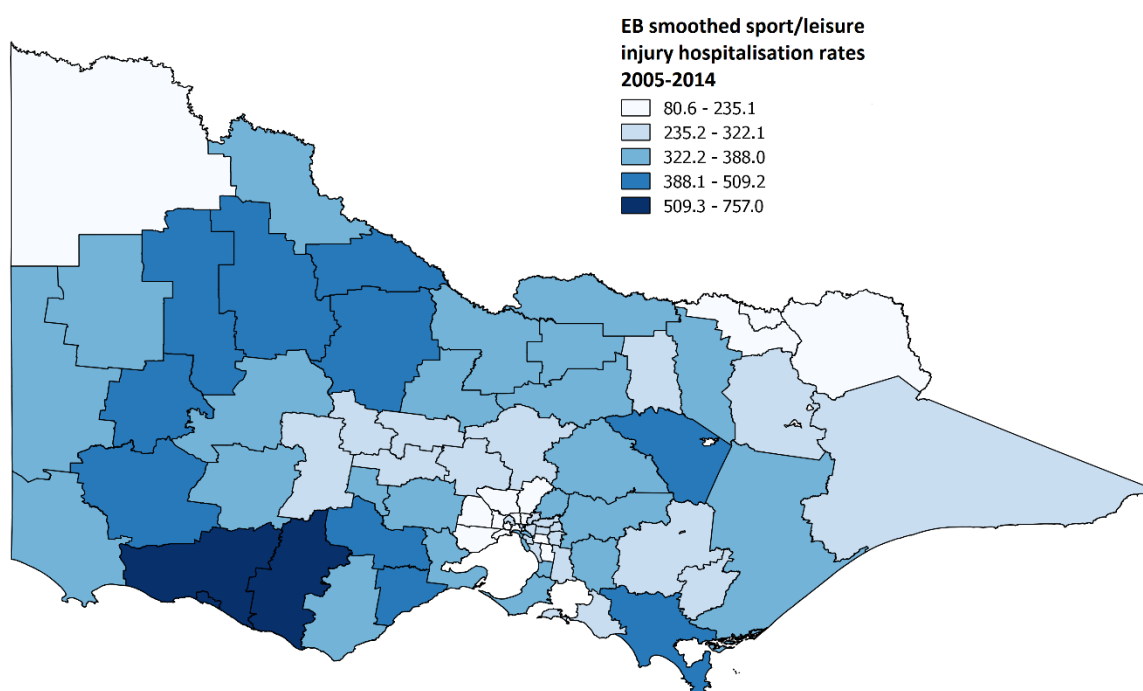 EB smoothed sport/leisure
injury hospitalisation rates
2005-2014
80.6 - 235.1
235.2 - 322.1
322.2 - 388.0
388.1 - 509.2
509.3 - 757.0